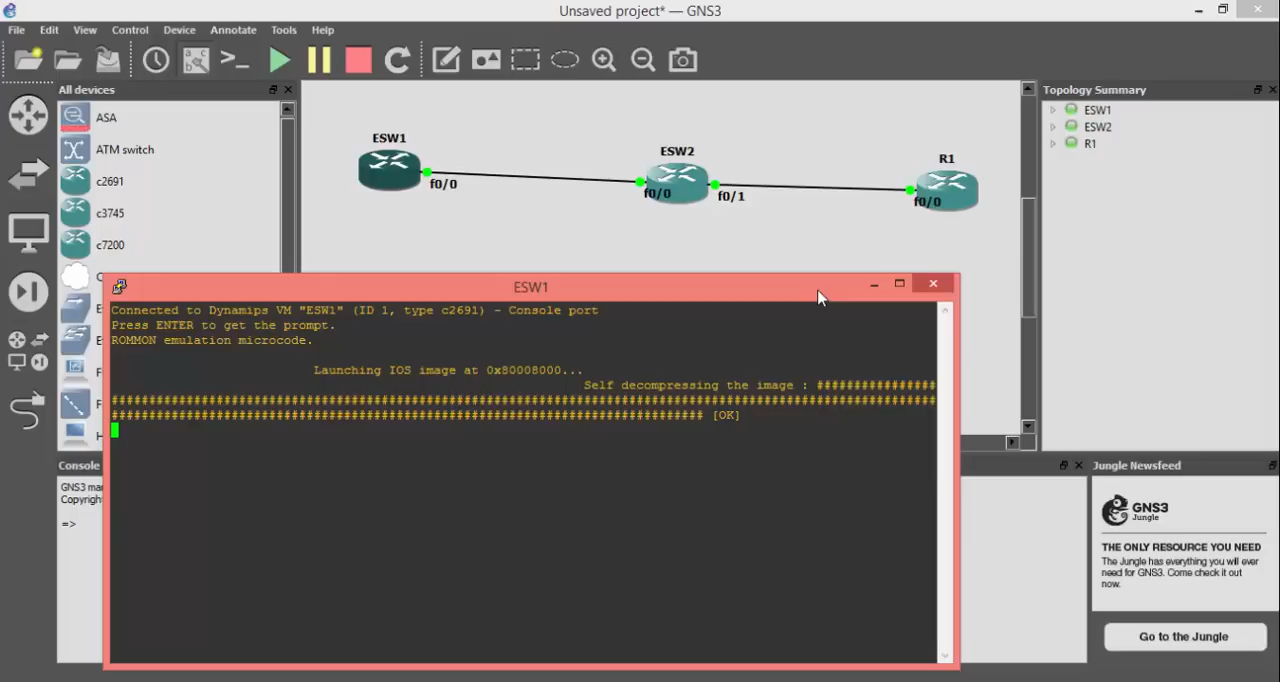 Unsaved project* — GNS3
File Edit View Control Device Annotate Tools Help
All devices
ASA
ATM switch
c2691
c3745
c7200
ESW1
f0/0
ESW2
f0/0
f0/1
R1
f0/0
Topology Summary
ESW1
ESW2
R1
ESW1
Connected to Dynamips VM "ESW1" (ID 1, type c2691) - Console port
Press ENTER to get the prompt.
ROMMON emulation microcode.
Launching IOS image at 0x80008000...
Self decompressing the image : ################
##############################################################################################################
############################################################################### [OK]
Console
GNS3 ma
Copyrigh
=>
Jungle Newsfeed
GNS3
Jungle
THE ONLY RESOURCE YOU NEED
The Jungle has everything you will ever
need for GNS3. Come check it out
now.
Go to the Jungle